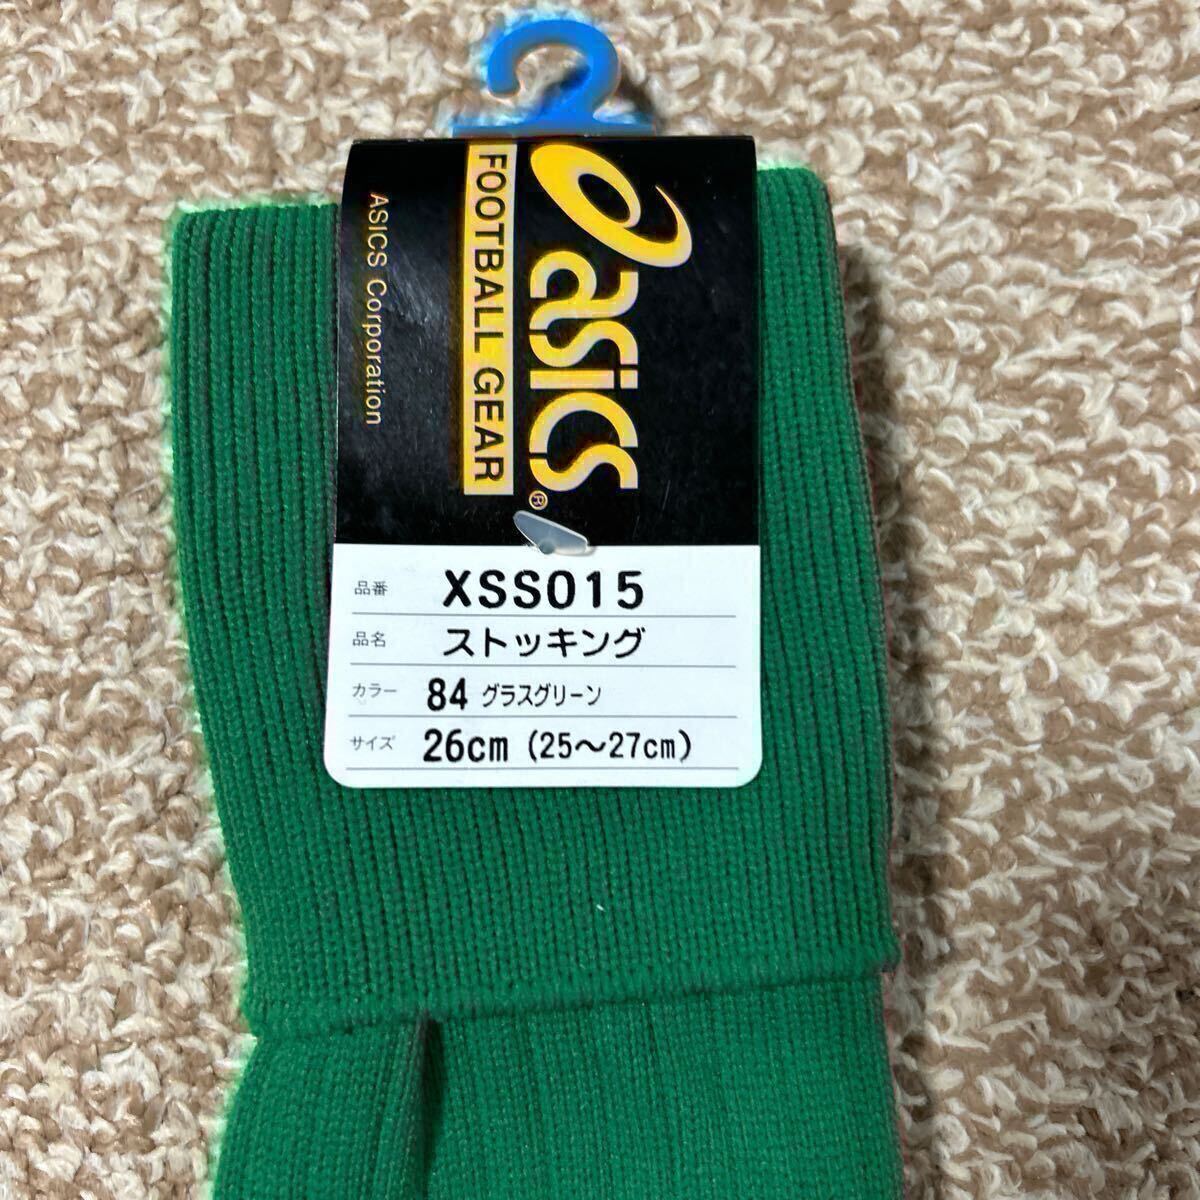 asics®
FOOTBALL GEAR
ASICS Corporation
品番 XSS015
品名 ストッキング
カラー 84 グラスグリーン
サイズ 26cm (25～27cm)